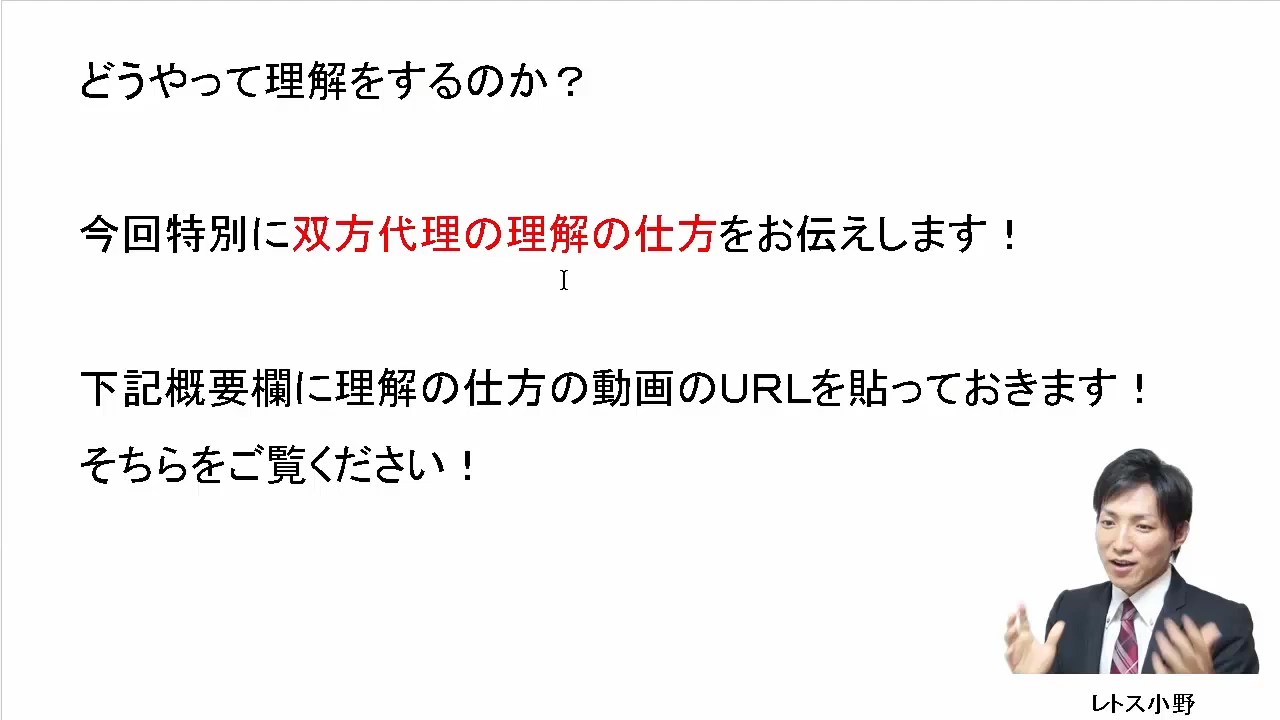 どうやって理解をするのか？
今回特別に双方代理の理解の仕方をお伝えします！
下記概要欄に理解の仕方の動画のＵＲＬを貼っておきます！
そちらをご覧ください！
レトス小野